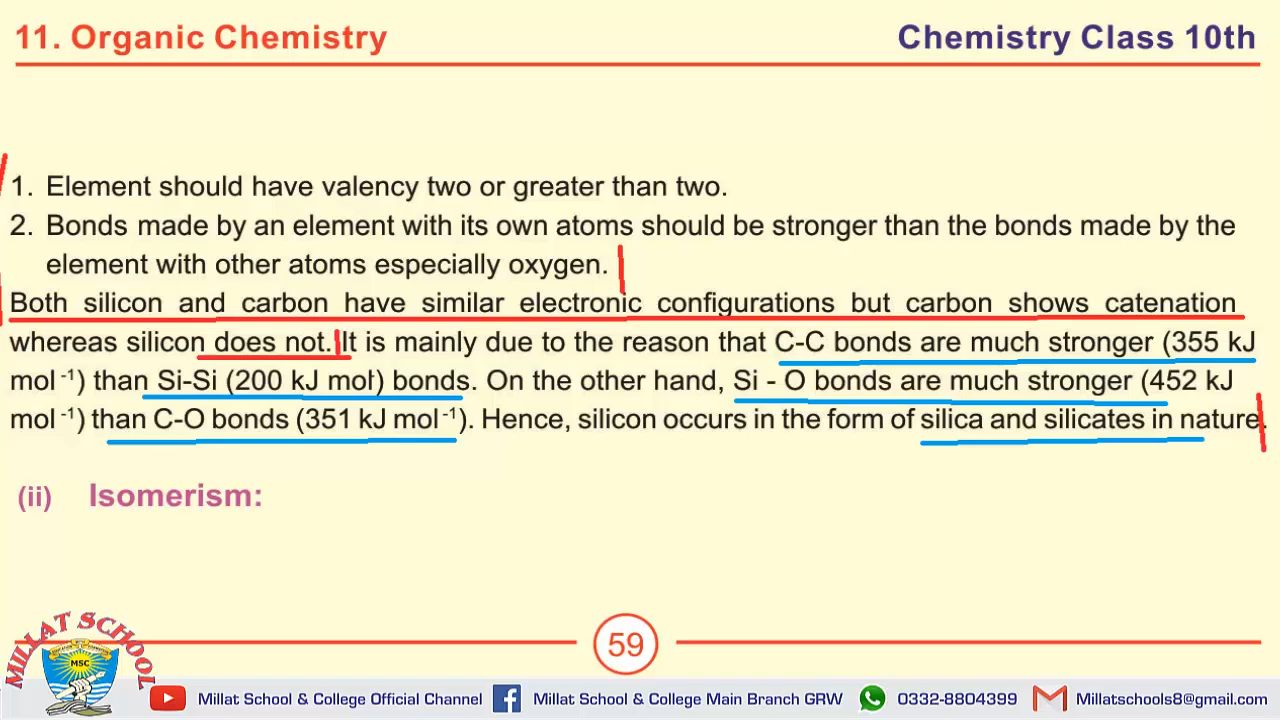 11. Organic Chemistry
Chemistry Class 10th
1. Element should have valency two or greater than two.
2. Bonds made by an element with its own atoms should be stronger than the bonds made by the
element with other atoms especially oxygen.
Both silicon and carbon have similar electronic configurations but carbon shows catenation
whereas silicon does not. It is mainly due to the reason that C-C bonds are much stronger (355 kJ
mol⁻¹) than Si-Si (200 kJ mol⁻¹) bonds. On the other hand, Si - O bonds are much stronger (452 kJ
mol⁻¹) than C-O bonds (351 kJ mol⁻¹). Hence, silicon occurs in the form of silica and silicates in nature.
(ii) Isomerism:
59
MILLAT SCHOOL
MSC
Millat School & College Official Channel
Millat School & College Main Branch GRW
0332-8804399
Millatschools8@gmail.com